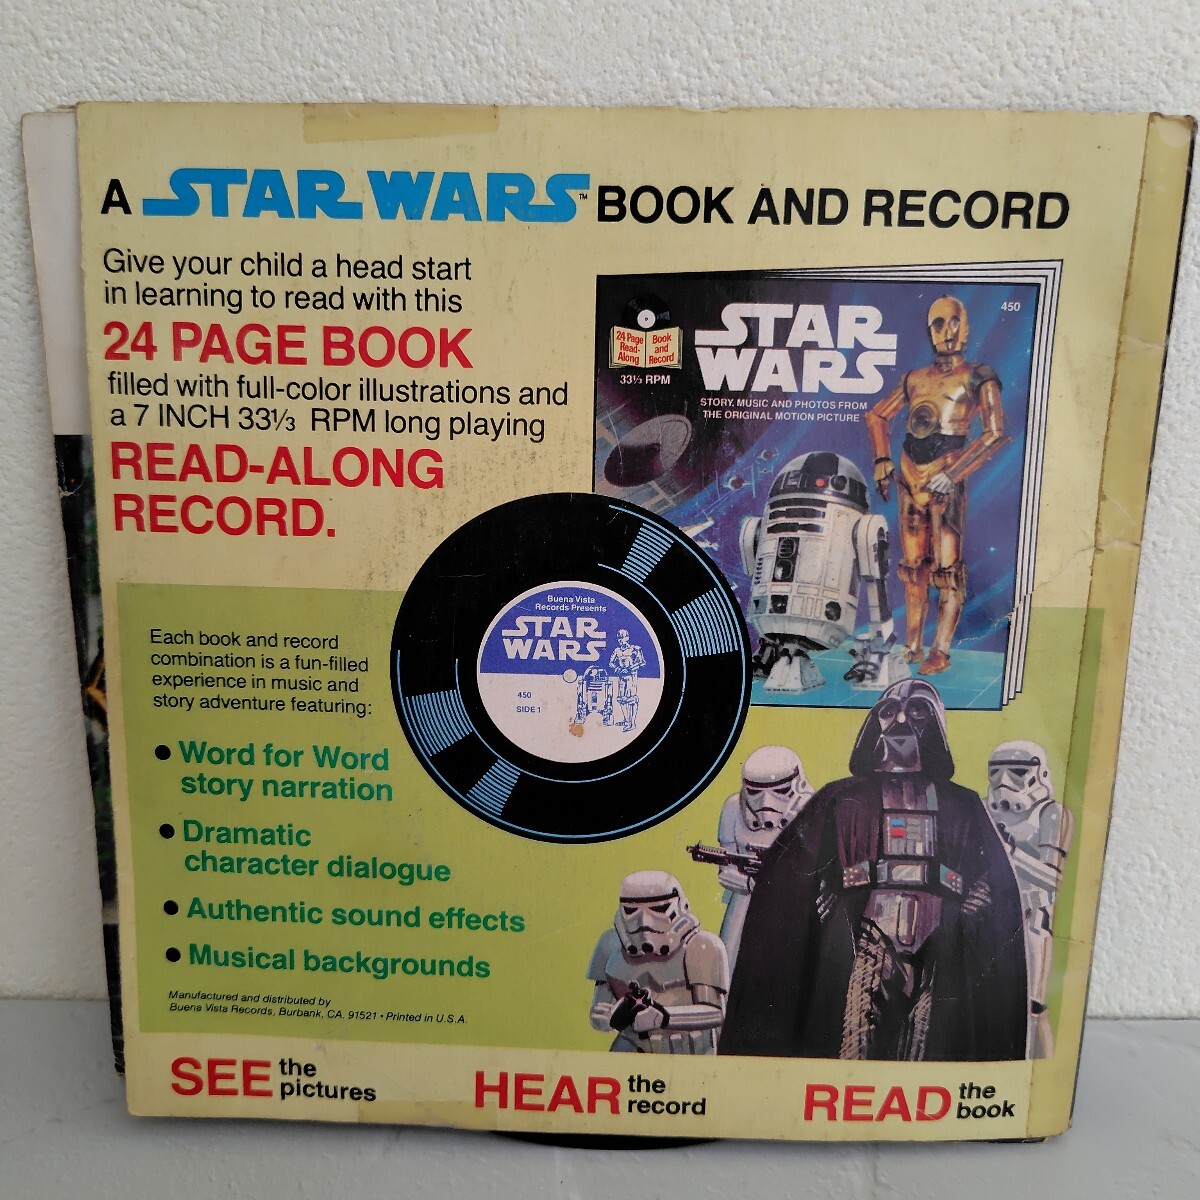 A STAR WARS™ BOOK AND RECORD
Give your child a head start
in learning to read with this
24 PAGE BOOK
filled with full-color illustrations and
a 7 INCH 33⅓ RPM long playing
READ-ALONG
RECORD.
450
24 Page
Read-
Along
Book
and
Record
33⅓ RPM
STAR
WARS
STORY, MUSIC AND PHOTOS FROM
THE ORIGINAL MOTION PICTURE
Buena Vista
Records Presents
STAR
WARS
450
SIDE 1
Each book and record
combination is a fun-filled
experience in music and
story adventure featuring:
• Word for Word
story narration
• Dramatic
character dialogue
• Authentic sound effects
• Musical backgrounds
Manufactured and distributed by
Buena Vista Records, Burbank, CA. 91521 • Printed in U.S.A.
SEE the pictures
HEAR the record
READ the book